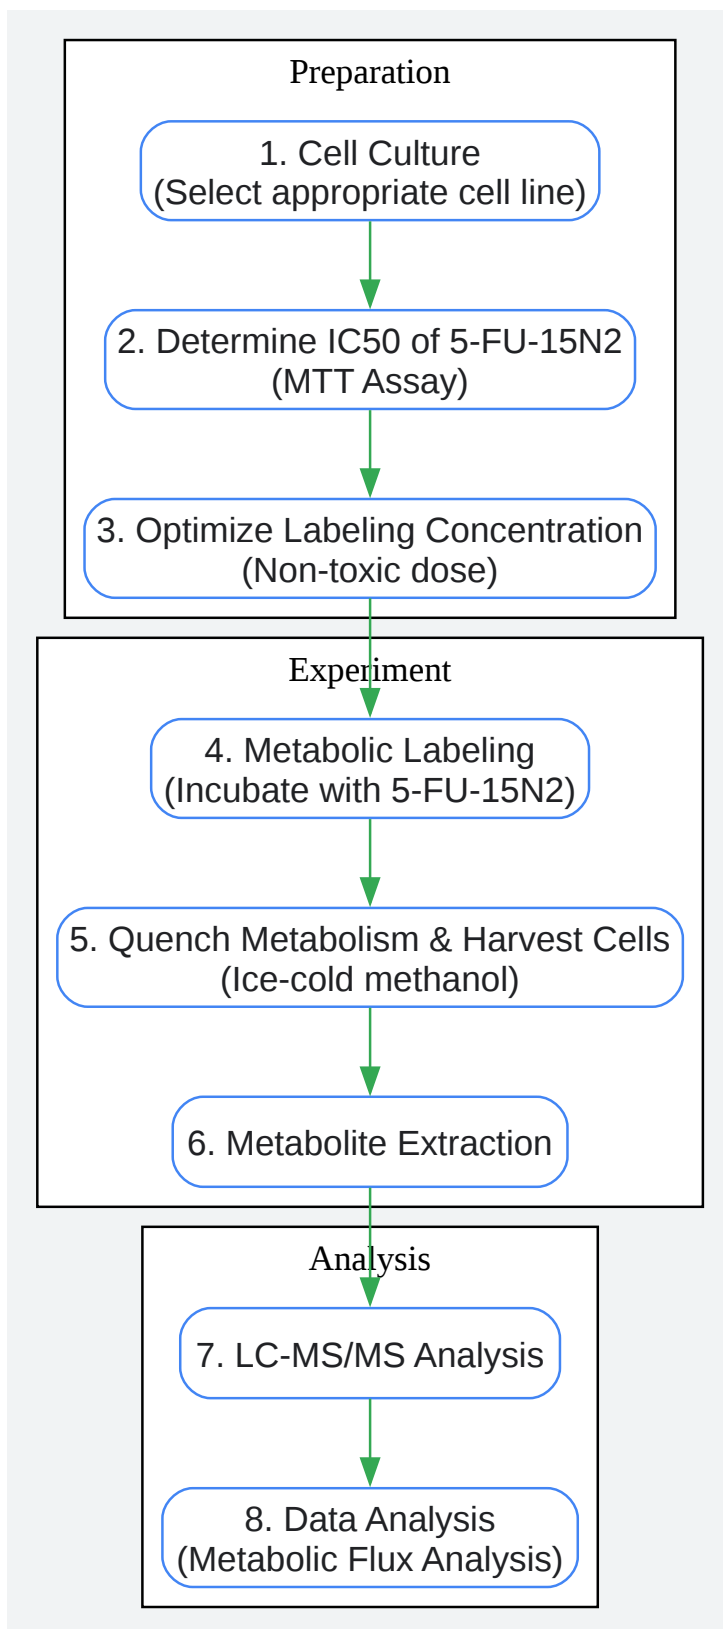 Preparation
1. Cell Culture
(Select appropriate cell line)
2. Determine IC50 of 5-FU-15N2
(MTT Assay)
3. Optimize Labeling Concentration
(Non-toxic dose)
Experiment
4. Metabolic Labeling
(Incubate with 5-FU-15N2)
5. Quench Metabolism & Harvest Cells
(Ice-cold methanol)
6. Metabolite Extraction
Analysis
7. LC-MS/MS Analysis
8. Data Analysis
(Metabolic Flux Analysis)